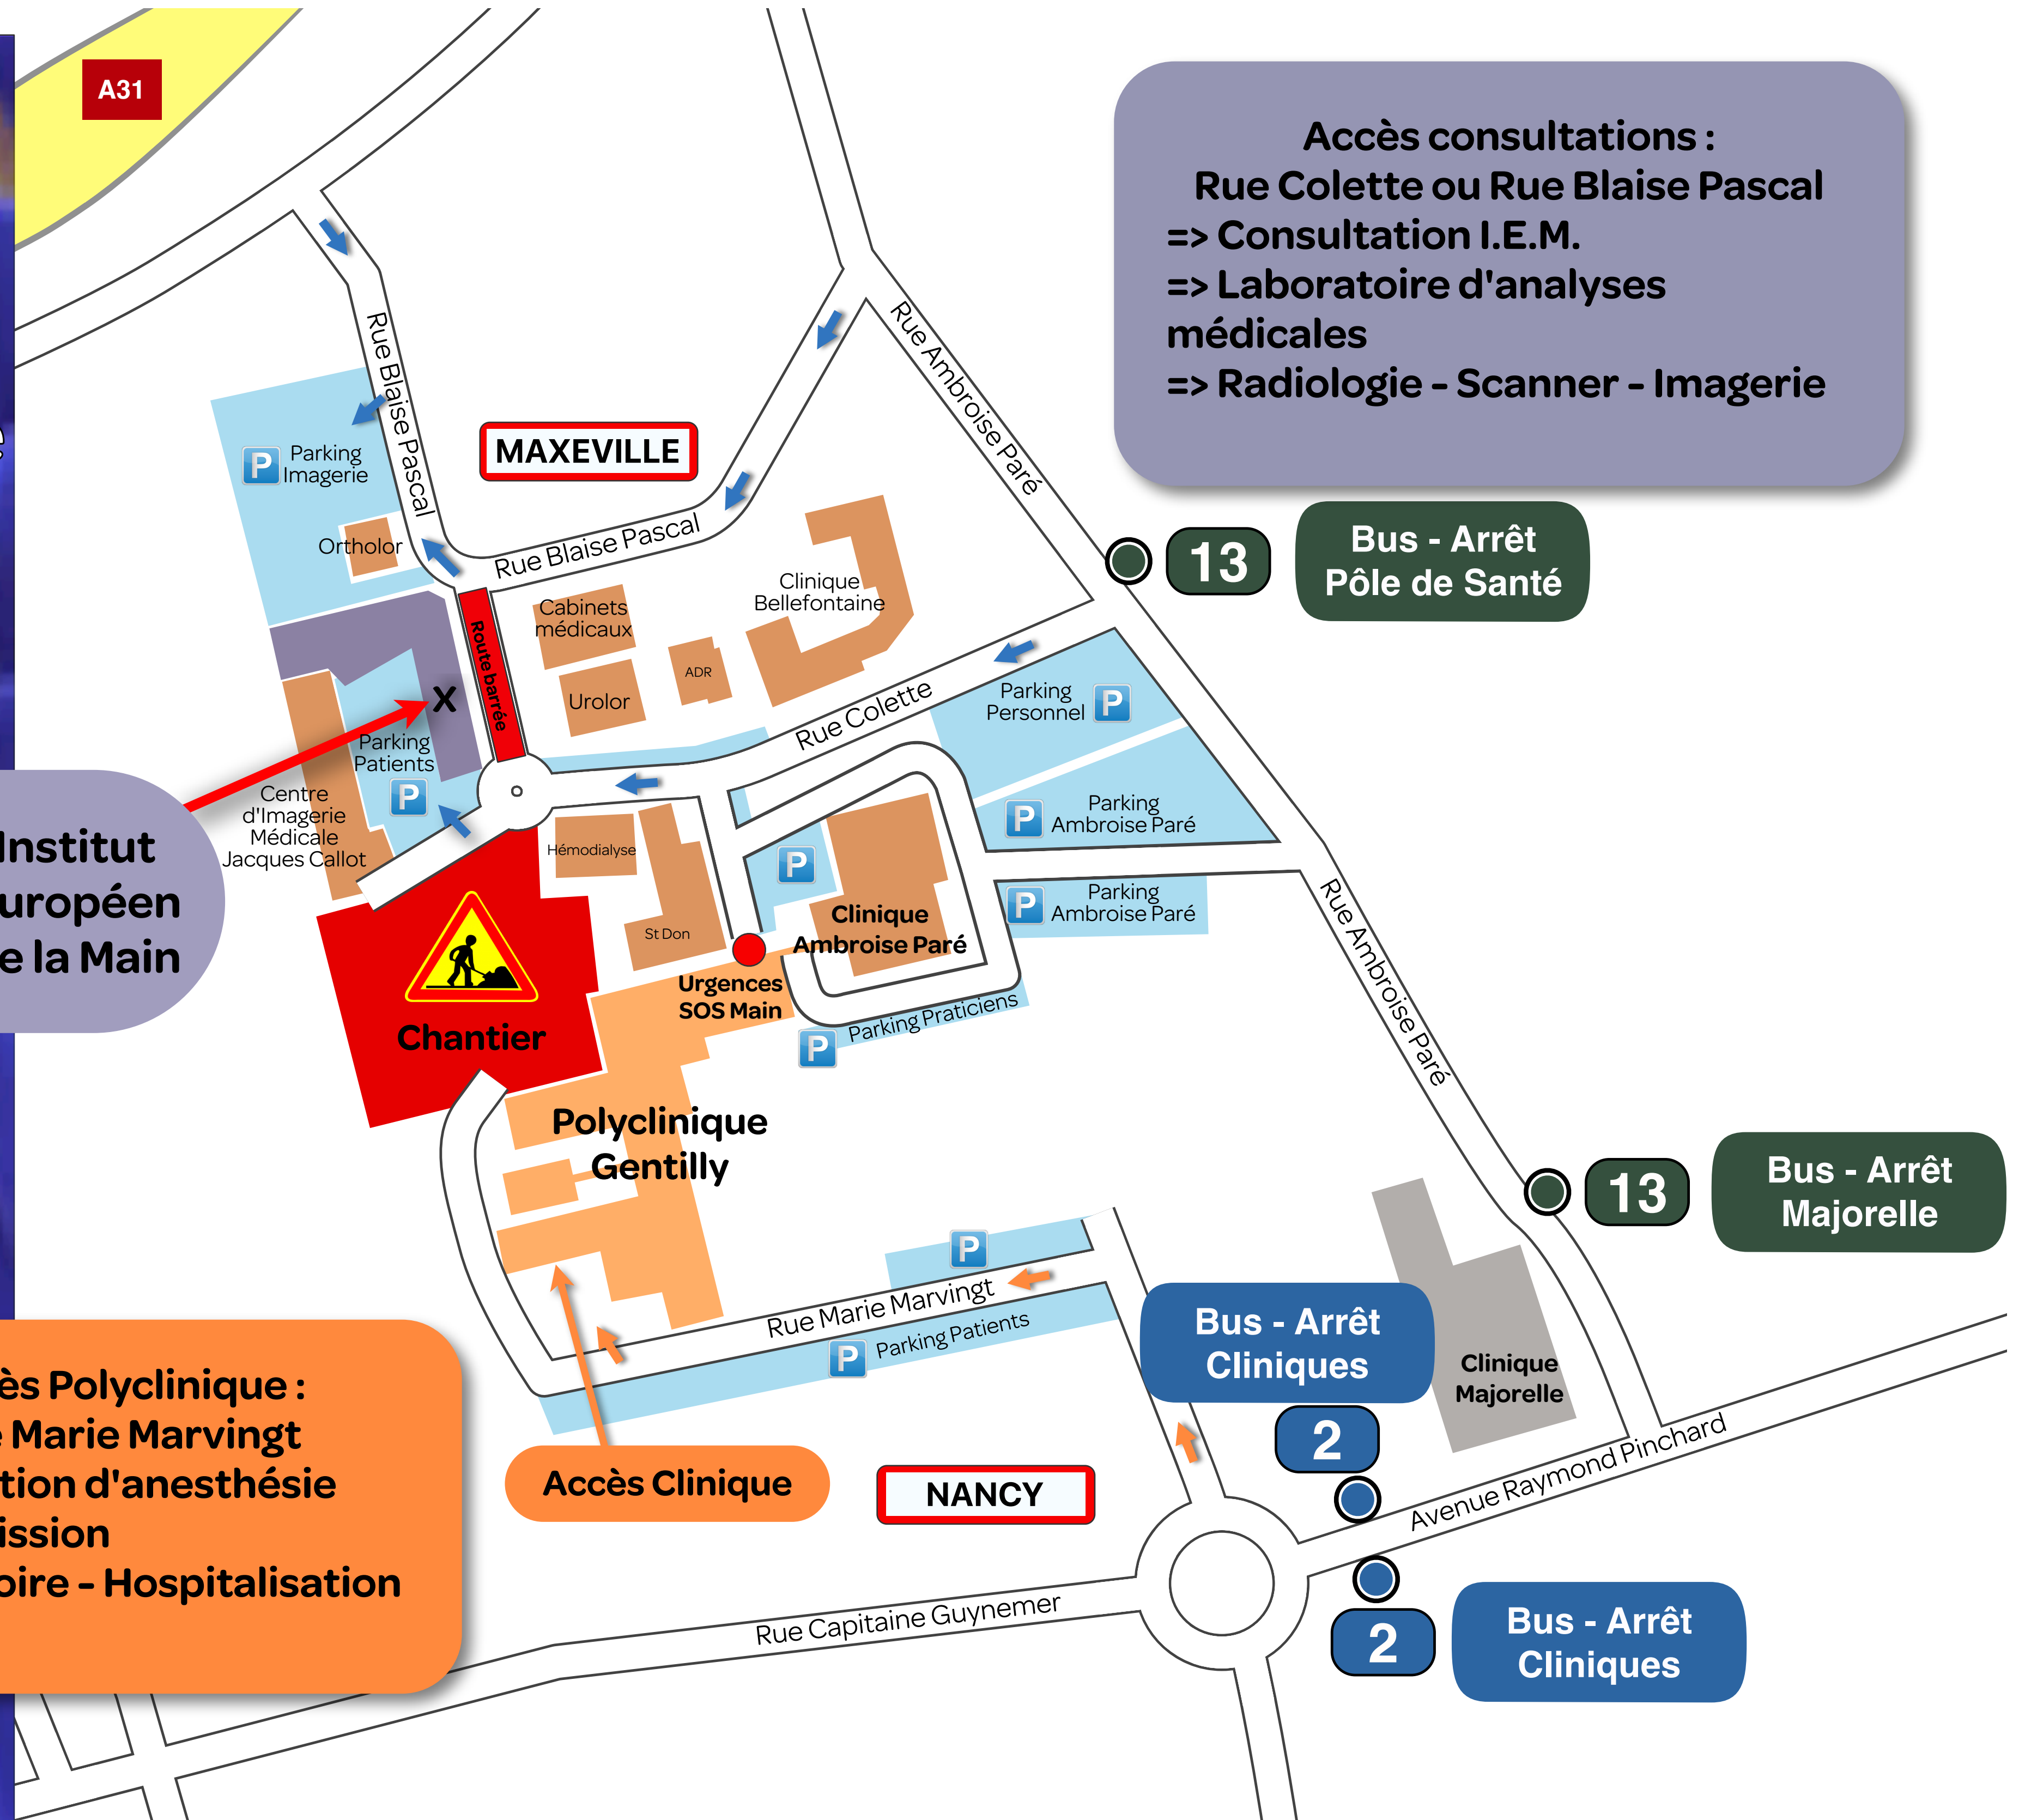 A31
Accès consultations :
Rue Colette ou Rue Blaise Pascal
=> Consultation I.E.M.
=> Laboratoire d'analyses
médicales
=> Radiologie - Scanner - Imagerie
Rue Blaise Pascal
Rue Ambroise Paré
MAXEVILLE
P
Parking
Imagerie
Ortholor
Rue Blaise Pascal
13
Bus - Arrêt
Pôle de Santé
Clinique
Bellefontaine
Cabinets
médicaux
Route barrée
ADR
Urolor
X
Parking
Personnel
P
Rue Colette
Parking
Patients
P
Centre
d'Imagerie
Médicale
Jacques Callot
P
Parking
Ambroise Paré
Institut
uropéen
e la Main
Hémodialyse
P
P
Parking
Ambroise Paré
St Don
Clinique
Ambroise Paré
Rue Ambroise Paré
Urgences
SOS Main
Chantier
P
Parking Praticiens
Polyclinique
Gentilly
13
Bus - Arrêt
Majorelle
P
Rue Marie Marvingt
P
Parking Patients
Bus - Arrêt
Cliniques
2
Clinique
Majorelle
ès Polyclinique :
e Marie Marvingt
tion d'anesthésie
ission
oire - Hospitalisation
Accès Clinique
NANCY
Avenue Raymond Pinchard
Rue Capitaine Guynemer
2
Bus - Arrêt
Cliniques